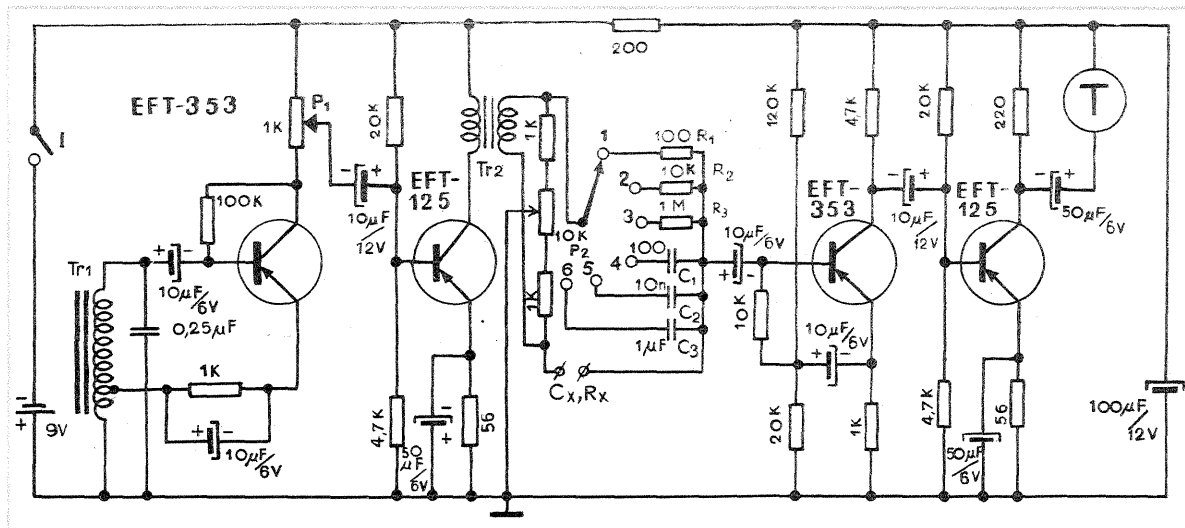 200
EFT-353
P1
1K
20K
Tr2
1K
1
100 R1
10K
R2
2
3
1M
R3
120K
4,7K
20K
220
T
I
100K
10µF/12V
EFT-125
10K
P2
6
5
4
100
C1
10n
C2
1µF
C3
10µF/6V
EFT-353
10µF/12V
EFT-125
50µF/6V
Tr1
10µF/6V
0,25µF
1K
10µF/6V
9V
4,7K
50µF/6V
56
1K
Cx,Rx
10K
10µF/6V
20K
1K
4,7K
50µF/6V
56
100µF/12V